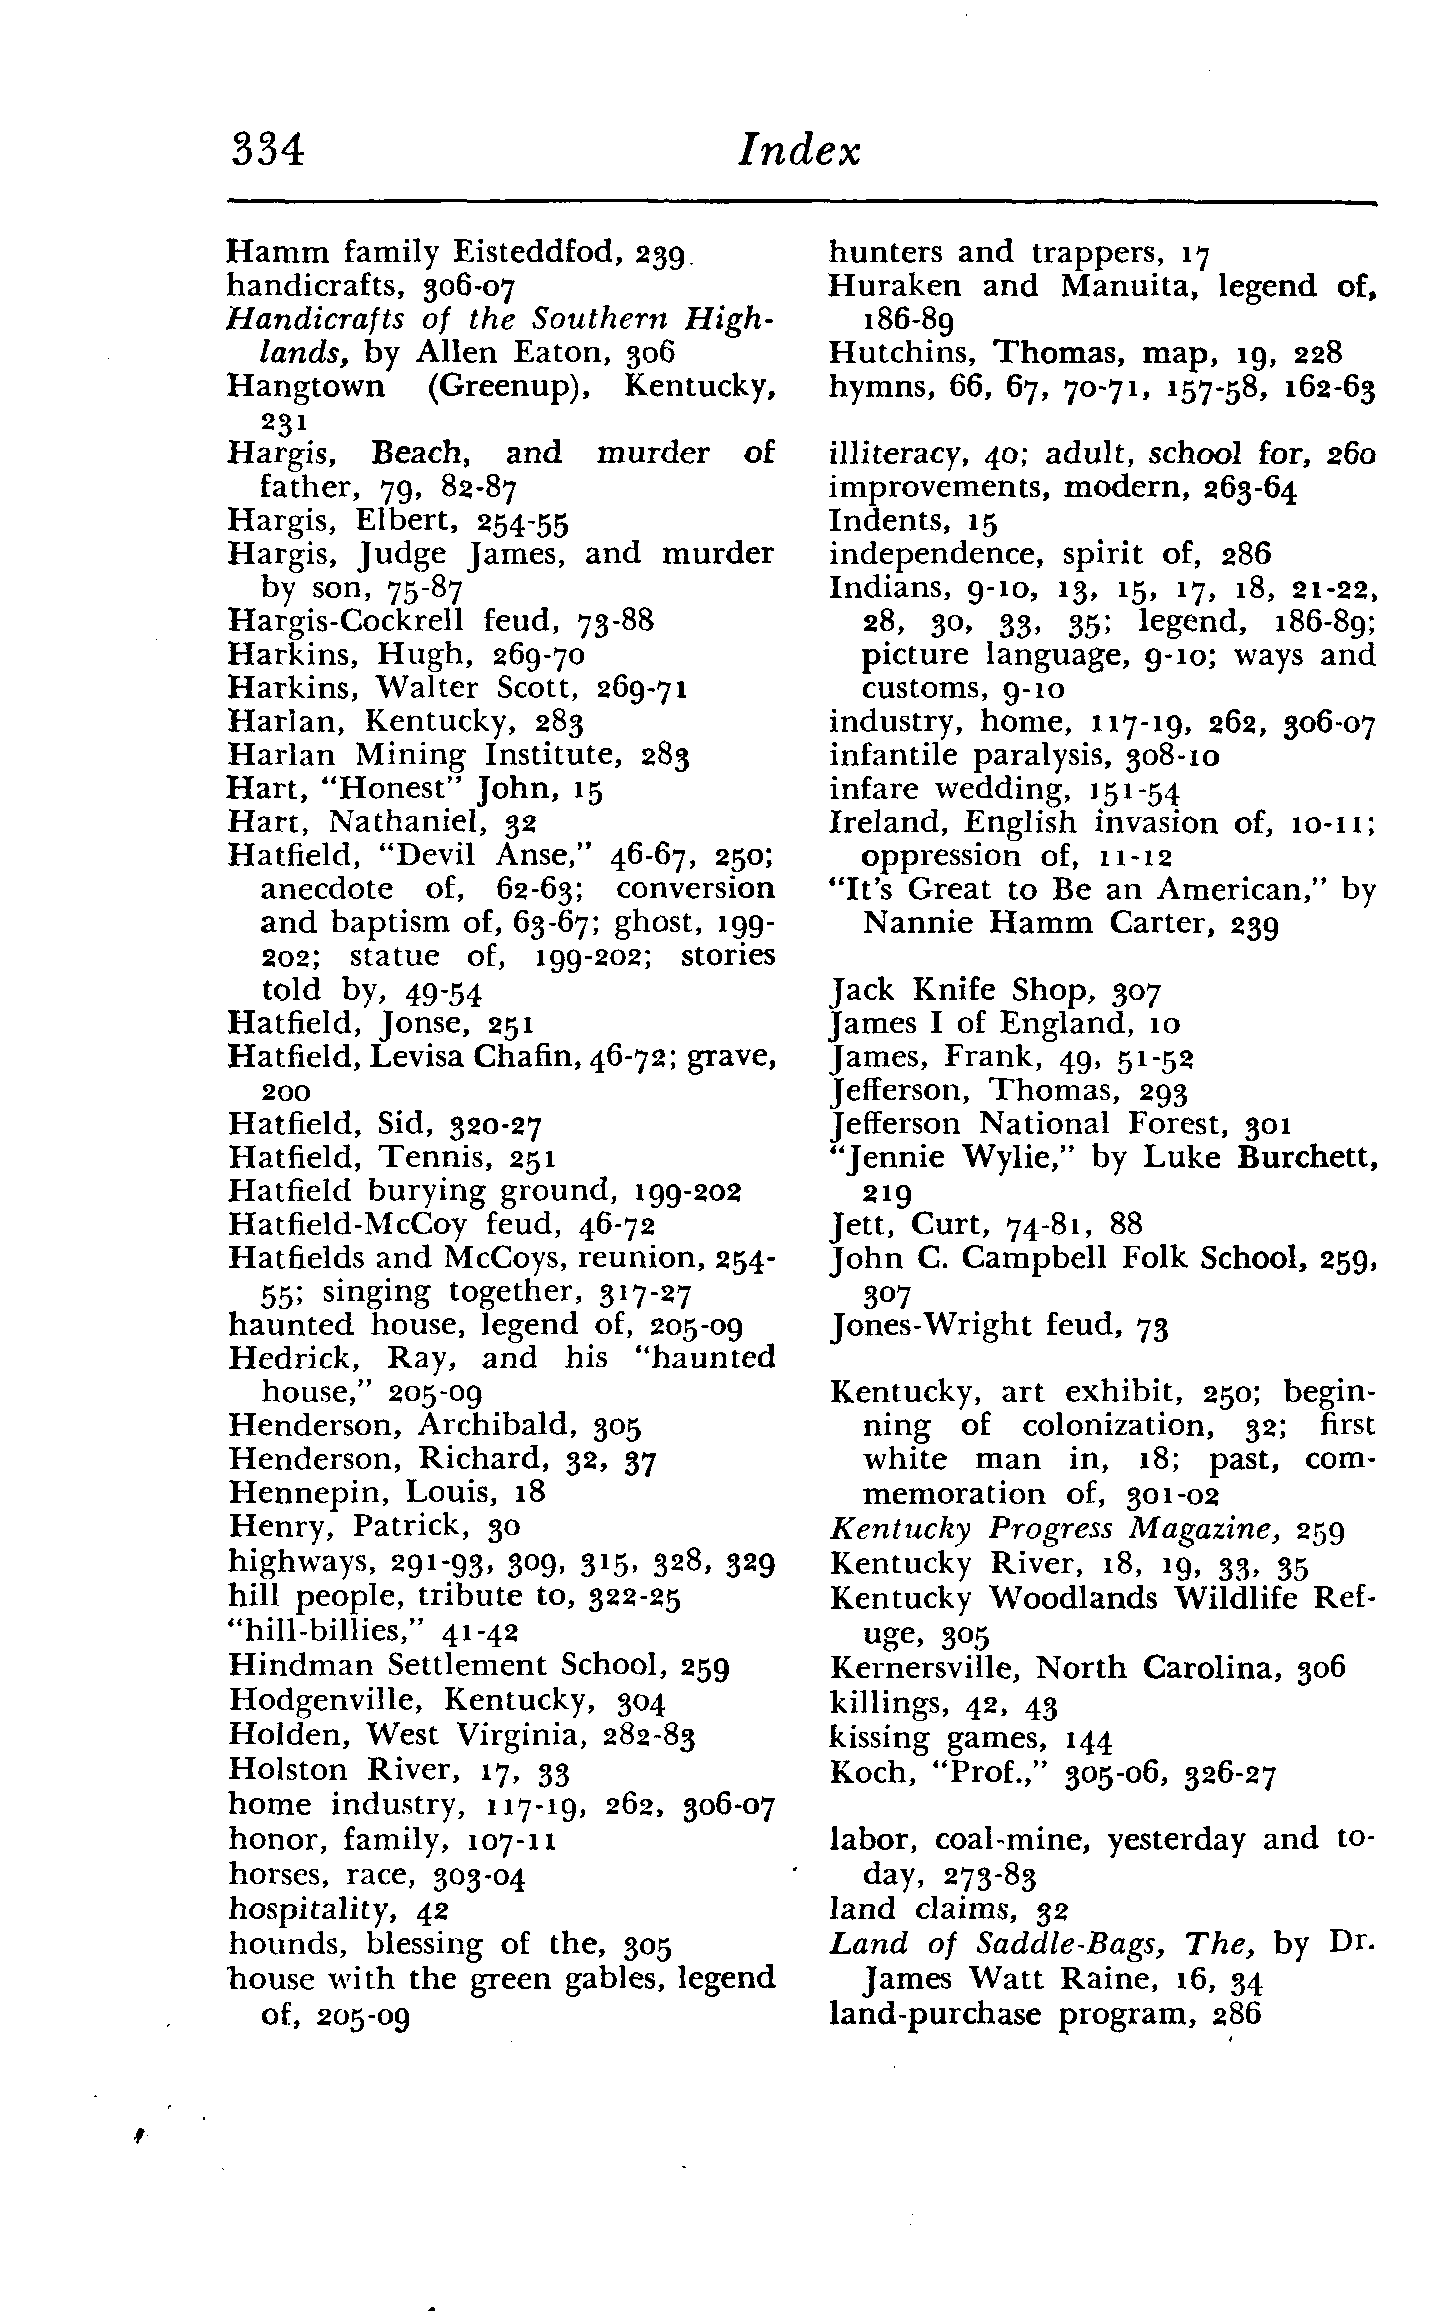 334
Index
Hamm family Eisteddfod, 239
handicrafts, 306-07
Handicrafts of the Southern High-
lands, by Allen Eaton, 306
Hangtown (Greenup), Kentucky,
231
Hargis, Beach, and murder of
father, 79, 82-87
Hargis, Elbert, 254-55
Hargis, Judge James, and murder
by son, 75-87
Hargis-Cockrell feud, 73-88
Harkins, Hugh, 269-70
Harkins, Walter Scott, 269-71
Harlan, Kentucky, 283
Harlan Mining Institute, 283
Hart, "Honest" John, 15
Hart, Nathaniel, 32
Hatfield, "Devil Anse," 46-67, 250;
anecdote of, 62-63; conversion
and baptism of, 63-67; ghost, 199-
202; statue of, 199-202; stories
told by, 49-54
Hatfield, Jonse, 251
Hatfield, Levisa Chafin, 46-72; grave,
200
Hatfield, Sid, 320-27
Hatfield, Tennis, 251
Hatfield burying ground, 199-202
Hatfield-McCoy feud, 46-72
Hatfields and McCoys, reunion, 254-
55; singing together, 317-27
haunted house, legend of, 205-09
Hedrick, Ray, and his "haunted
house," 205-09
Henderson, Archibald, 305
Henderson, Richard, 32, 37
Hennepin, Louis, 18
Henry, Patrick, 30
highways, 291-93, 309, 315, 328, 329
hill people, tribute to, 322-25
"hill-billies," 41-42
Hindman Settlement School, 259
Hodgenville, Kentucky, 304
Holden, West Virginia, 282-83
Holston River, 17, 33
home industry, 117-19, 262, 306-07
honor, family, 107-11
horses, race, 303-04
hospitality, 42
hounds, blessing of the, 305
house with the green gables, legend
of, 205-09
hunters and trappers, 17
Huraken and Manuita, legend of,
186-89
Hutchins, Thomas, map, 19, 228
hymns, 66, 67, 70-71, 157-58, 162-63
illiteracy, 40; adult, school for, 260
improvements, modern, 263-64
Indents, 15
independence, spirit of, 286
Indians, 9-10, 13, 15, 17, 18, 21-22,
28, 30, 33, 35; legend, 186-89;
picture language, 9-10; ways and
customs, 9-10
industry, home, 117-19, 262, 306-07
infantile paralysis, 308-10
infare wedding, 151-54
Ireland, English invasion of, 10-11;
oppression of, 11-12
"It's Great to Be an American," by
Nannie Hamm Carter, 239
Jack Knife Shop, 307
James I of England, 10
James, Frank, 49, 51-52
Jefferson, Thomas, 293
Jefferson National Forest, 301
"Jennie Wylie," by Luke Burchett,
219
Jett, Curt, 74-81, 88
John C. Campbell Folk School, 259,
307
Jones-Wright feud, 73
Kentucky, art exhibit, 250; begin-
ning of colonization, 32; first
white man in, 18; past, com-
memoration of, 301-02
Kentucky Progress Magazine, 259
Kentucky River, 18, 19, 33, 35
Kentucky Woodlands Wildlife Ref-
uge, 305
Kernersville, North Carolina, 306
killings, 42, 43
kissing games, 144
Koch, "Prof.," 305-06, 326-27
labor, coal-mine, yesterday and to-
day, 273-83
land claims, 32
Land of Saddle-Bags, The, by Dr.
James Watt Raine, 16, 34
land-purchase program, 286